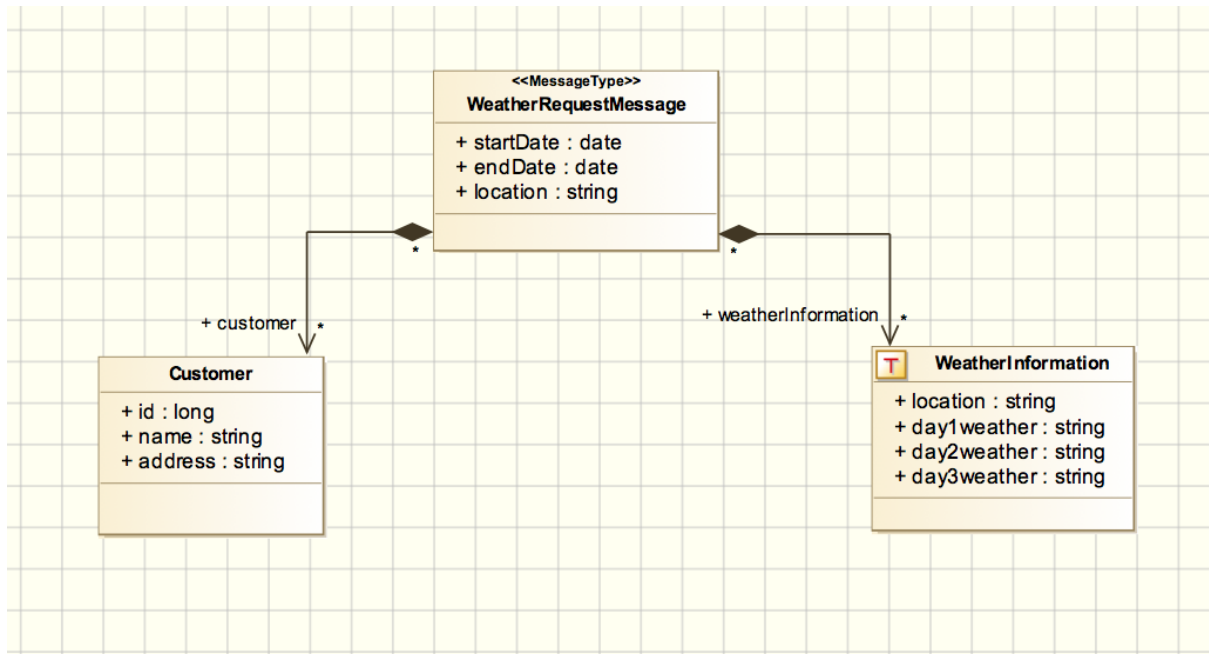 <<MessageType>>
WeatherRequestMessage
+ startDate : date
+ endDate : date
+ location : string
*
*
+ customer
*
+ weatherInformation
*
Customer
+ id : long
+ name : string
+ address : string
T
WeatherInformation
+ location : string
+ day1weather : string
+ day2weather : string
+ day3weather : string